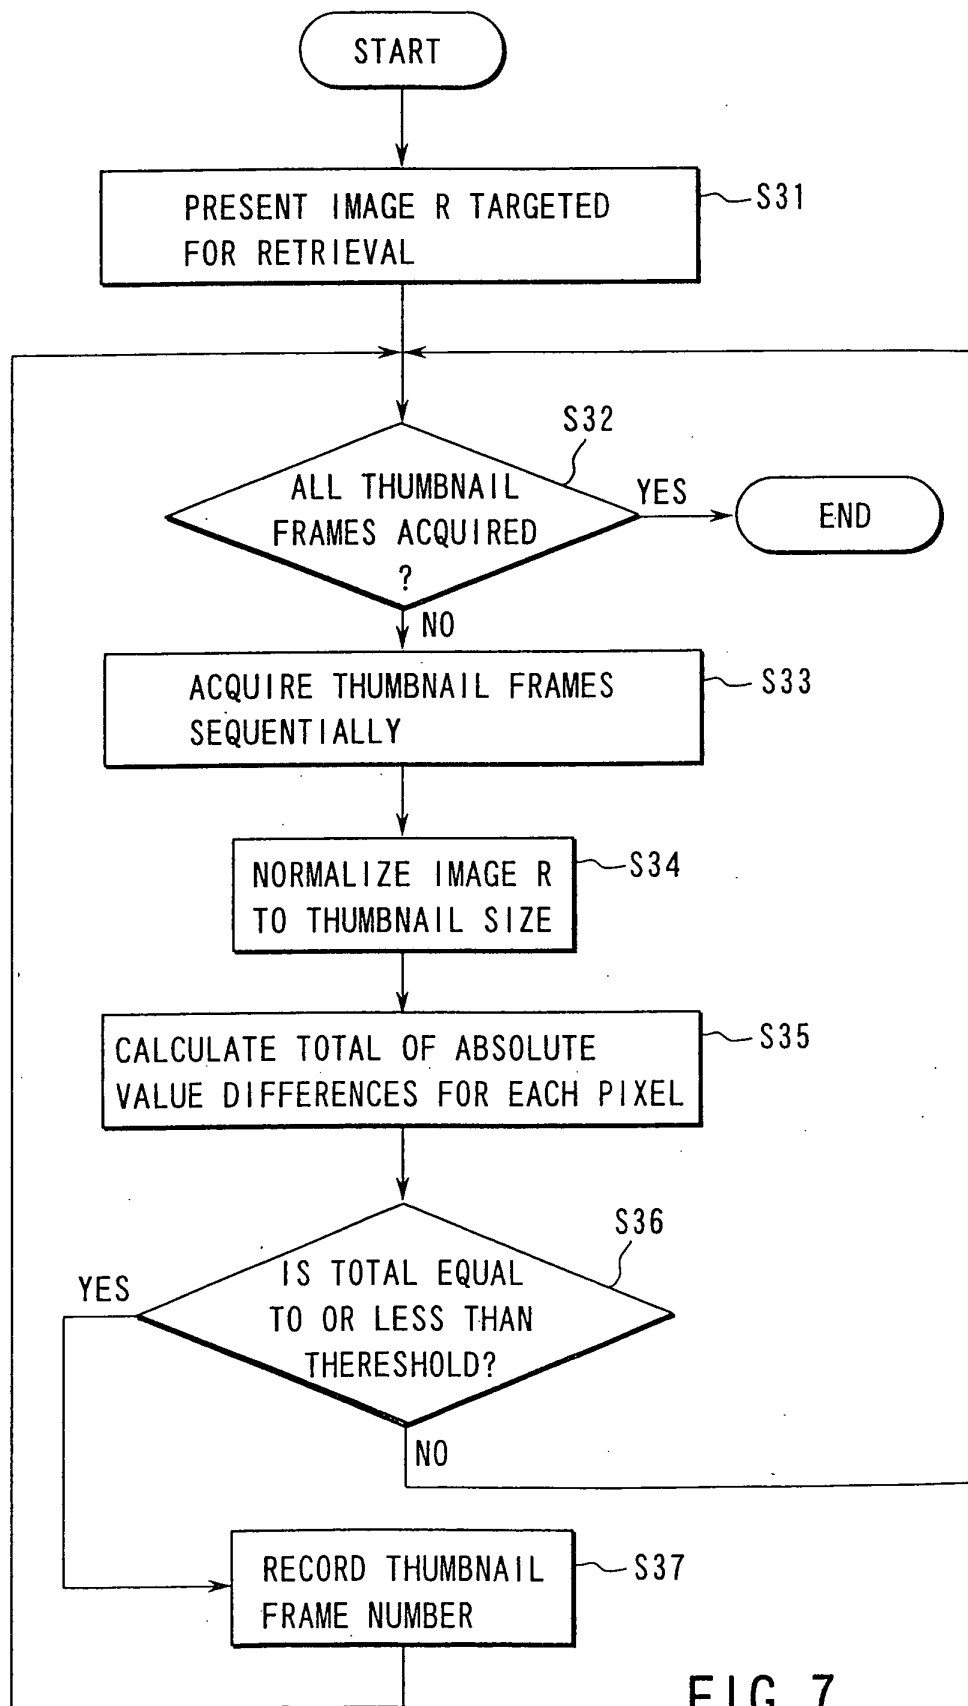 START
PRESENT IMAGE R TARGETED
FOR RETRIEVAL
S31
S32
ALL THUMBNAIL
FRAMES ACQUIRED
?
YES
END
NO
ACQUIRE THUMBNAIL FRAMES
SEQUENTIALLY
S33
NORMALIZE IMAGE R
TO THUMBNAIL SIZE
S34
CALCULATE TOTAL OF ABSOLUTE
VALUE DIFFERENCES FOR EACH PIXEL
S35
S36
YES
IS TOTAL EQUAL
TO OR LESS THAN
THERESHOLD?
NO
RECORD THUMBNAIL
FRAME NUMBER
S37
FIG. 7